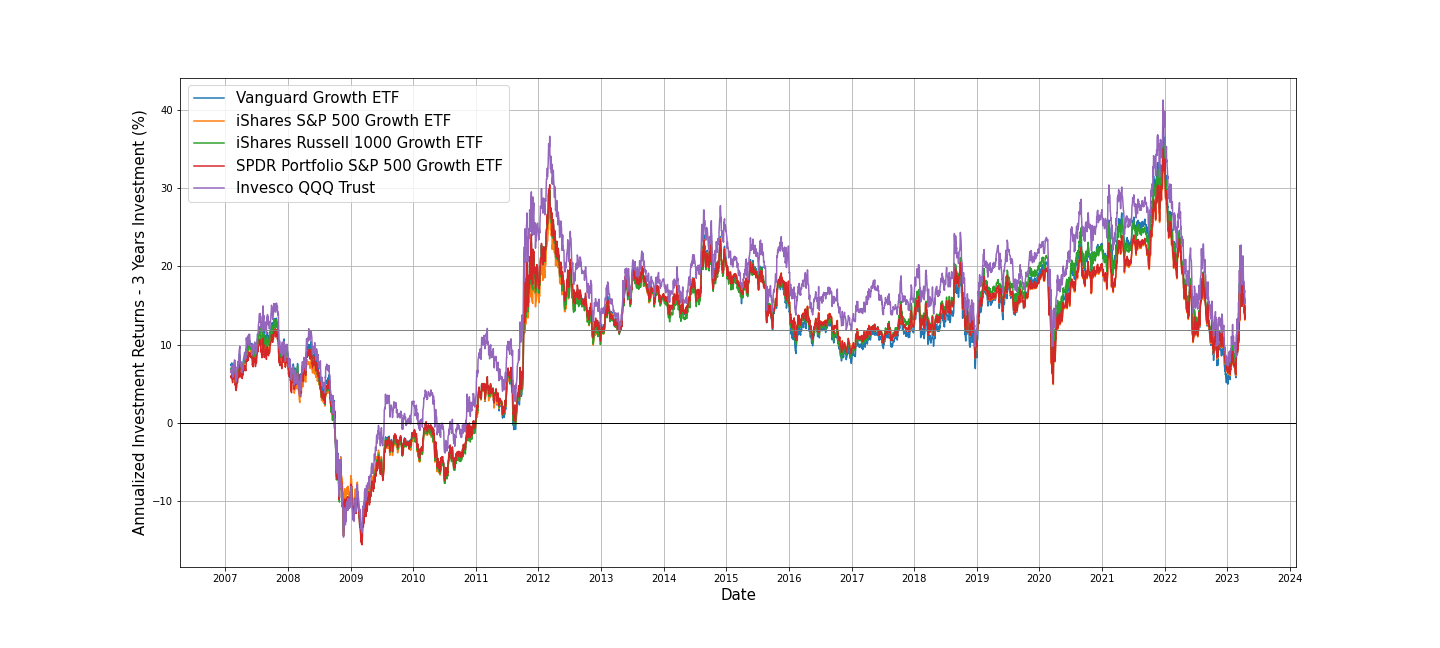 Vanguard Growth ETF
iShares S&P 500 Growth ETF
iShares Russell 1000 Growth ETF
SPDR Portfolio S&P 500 Growth ETF
Invesco QQQ Trust
Annualized Investment Returns - 3 Years Investment (%)
40
30
20
10
0
−10
2007 2008 2009 2010 2011 2012 2013 2014 2015 2016 2017 2018 2019 2020 2021 2022 2023 2024
Date